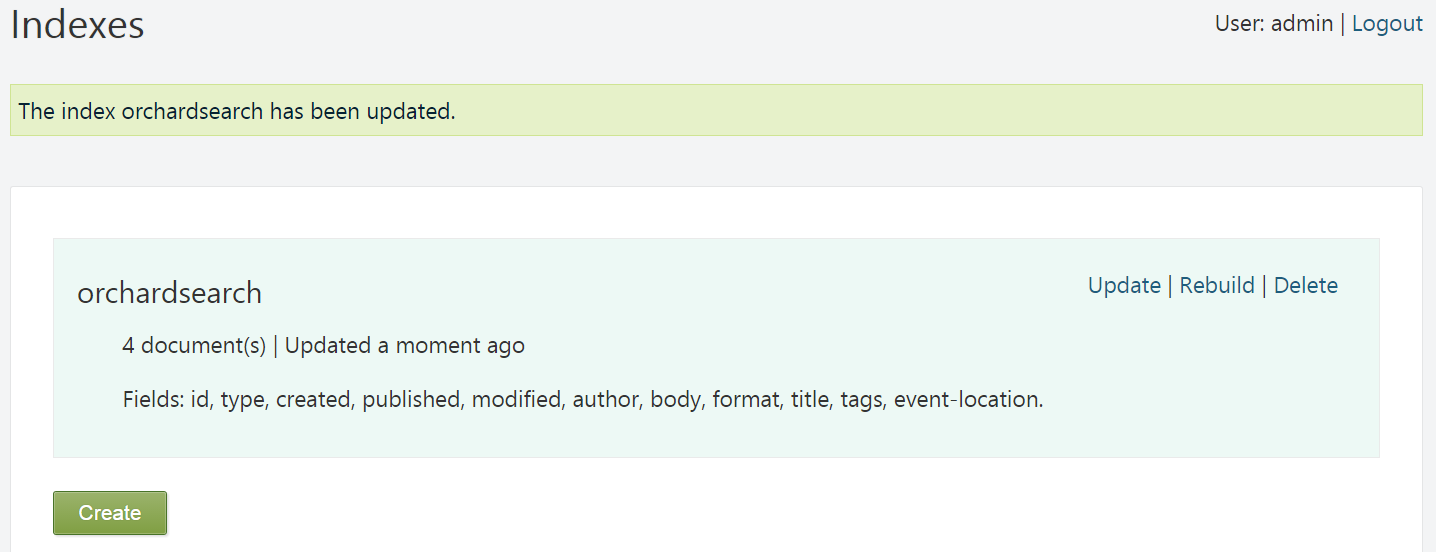 Indexes
User: admin | Logout
The index orchardsearch has been updated.
orchardsearch
Update | Rebuild | Delete
4 document(s) | Updated a moment ago
Fields: id, type, created, published, modified, author, body, format, title, tags, event-location.
Create